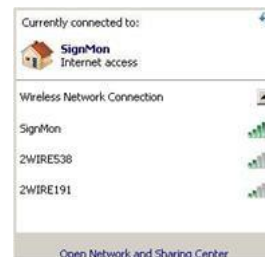 Currently connected to:
SignMon
Internet access
Wireless Network Connection
SignMon
2WIRE538
2WIRE191
Open Network and Sharing Center